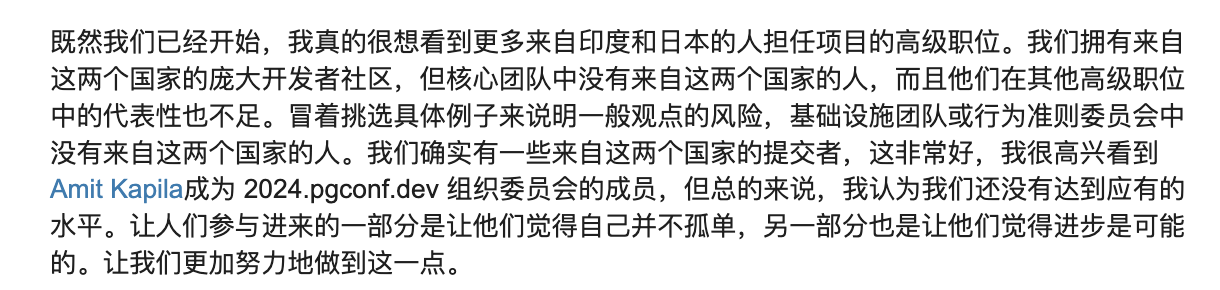 既然我们已经开始，我真的很想看到更多来自印度和日本的人担任项目的高级职位。我们拥有来自
这两个国家的庞大开发者社区，但核心团队中没有来自这两个国家的人，而且他们在其他高级职位
中的代表性也不足。冒着挑选具体例子来说明一般观点的风险，基础设施团队或行为准则委员会中
没有来自这两个国家的人。我们确实有一些来自这两个国家的提交者，这非常好，我很高兴看到
Amit Kapila成为 2024.pgconf.dev 组织委员会的成员，但总的来说，我认为我们还没有达到应有的
水平。让人们参与进来的一部分是让他们觉得自己并不孤单，另一部分也是让他们觉得进步是可能
的。让我们更加努力地做到这一点。